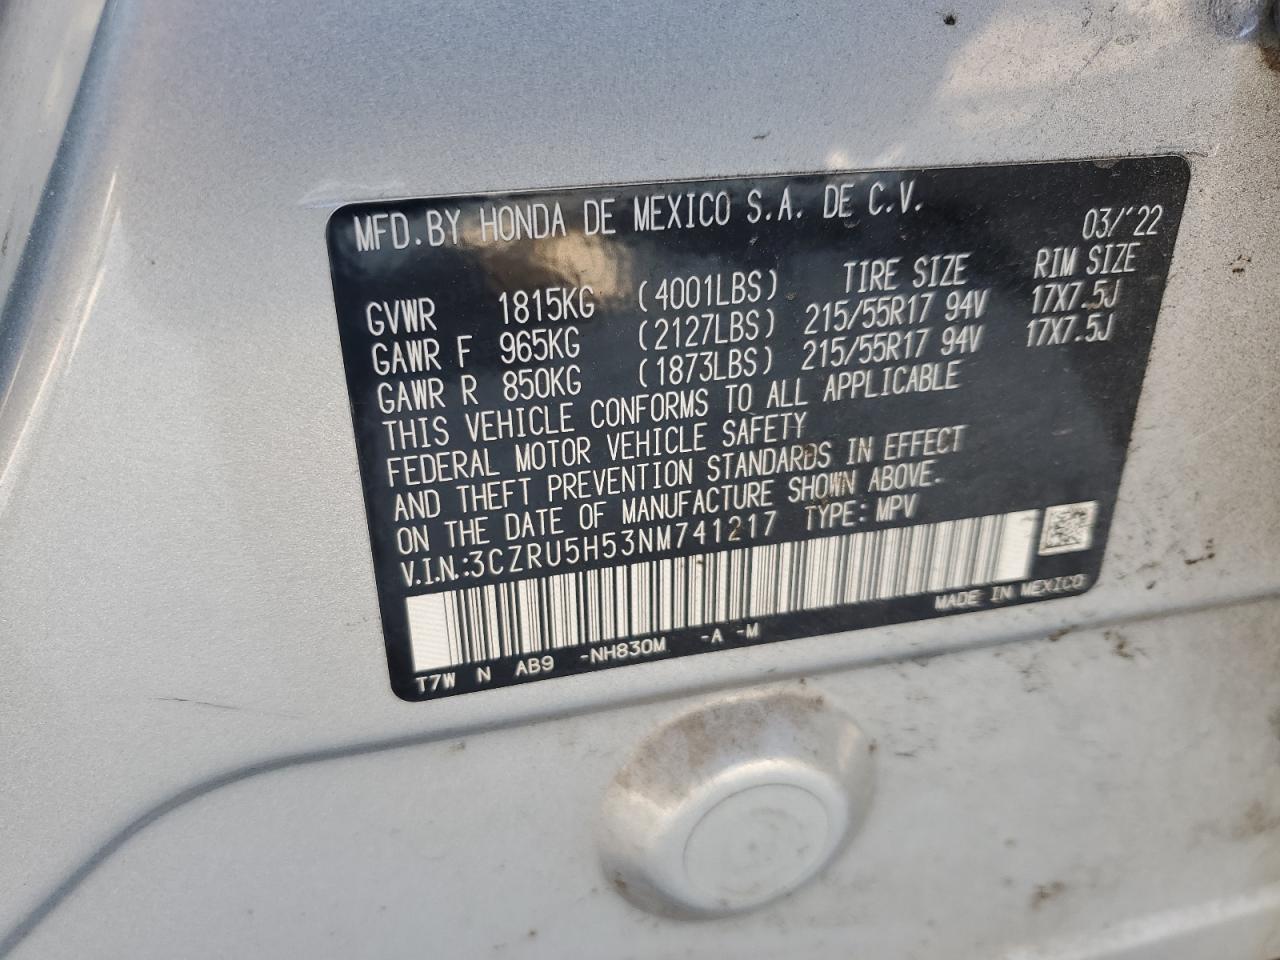 MFD.BY HONDA DE MEXICO S.A. DE C.V. 03/'22
TIRE SIZE RIM SIZE
GVWR 1815KG (4001LBS)
GAWR F 965KG (2127LBS) 215/55R17 94V 17X7.5J
GAWR R 850KG (1873LBS) 215/55R17 94V 17X7.5J
THIS VEHICLE CONFORMS TO ALL APPLICABLE
FEDERAL MOTOR VEHICLE SAFETY
AND THEFT PREVENTION STANDARDS IN EFFECT
ON THE DATE OF MANUFACTURE SHOWN ABOVE.
V.I.N.:3CZRU5H53NM741217 TYPE: MPV
MADE IN MEXICO
T7W N AB9 -NH830M -A -M